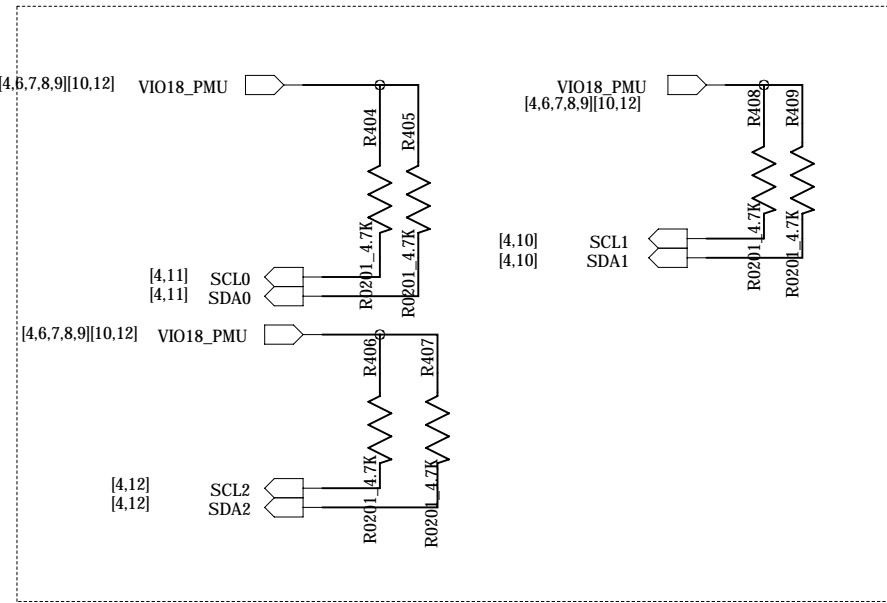 [4,6,7,8,9][10,12] VIO18_PMU
R404
R405
R0201_4.7K
R0201_4.7K
[4,11] SCL0
[4,11] SDA0
VIO18_PMU
[4,6,7,8,9][10,12]
R408
R409
R0201_4.7K
R0201_4.7K
[4,10] SCL1
[4,10] SDA1
[4,6,7,8,9][10,12] VIO18_PMU
R406
R407
R0201_4.7K
R0201_4.7K
[4,12] SCL2
[4,12] SDA2